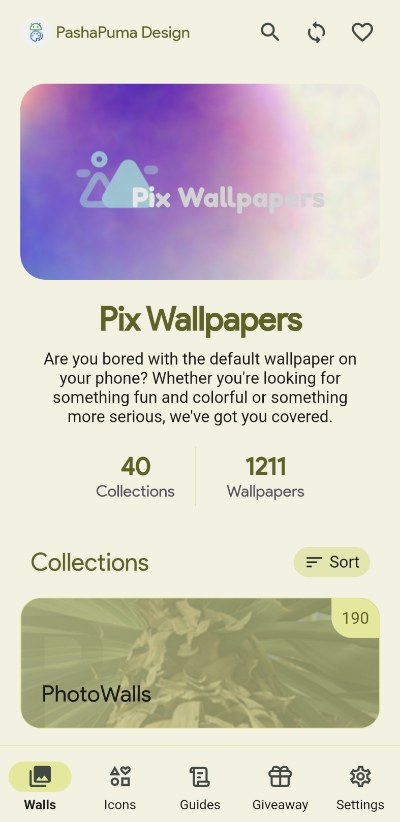 PashaPuma Design
Pix Wallpapers
Pix Wallpapers
Are you bored with the default wallpaper on
your phone? Whether you're looking for
something fun and colorful or something
more serious, we've got you covered.
40
Collections
1211
Wallpapers
Collections
Sort
190
PhotoWalls
Walls
Icons
Guides
Giveaway
Settings